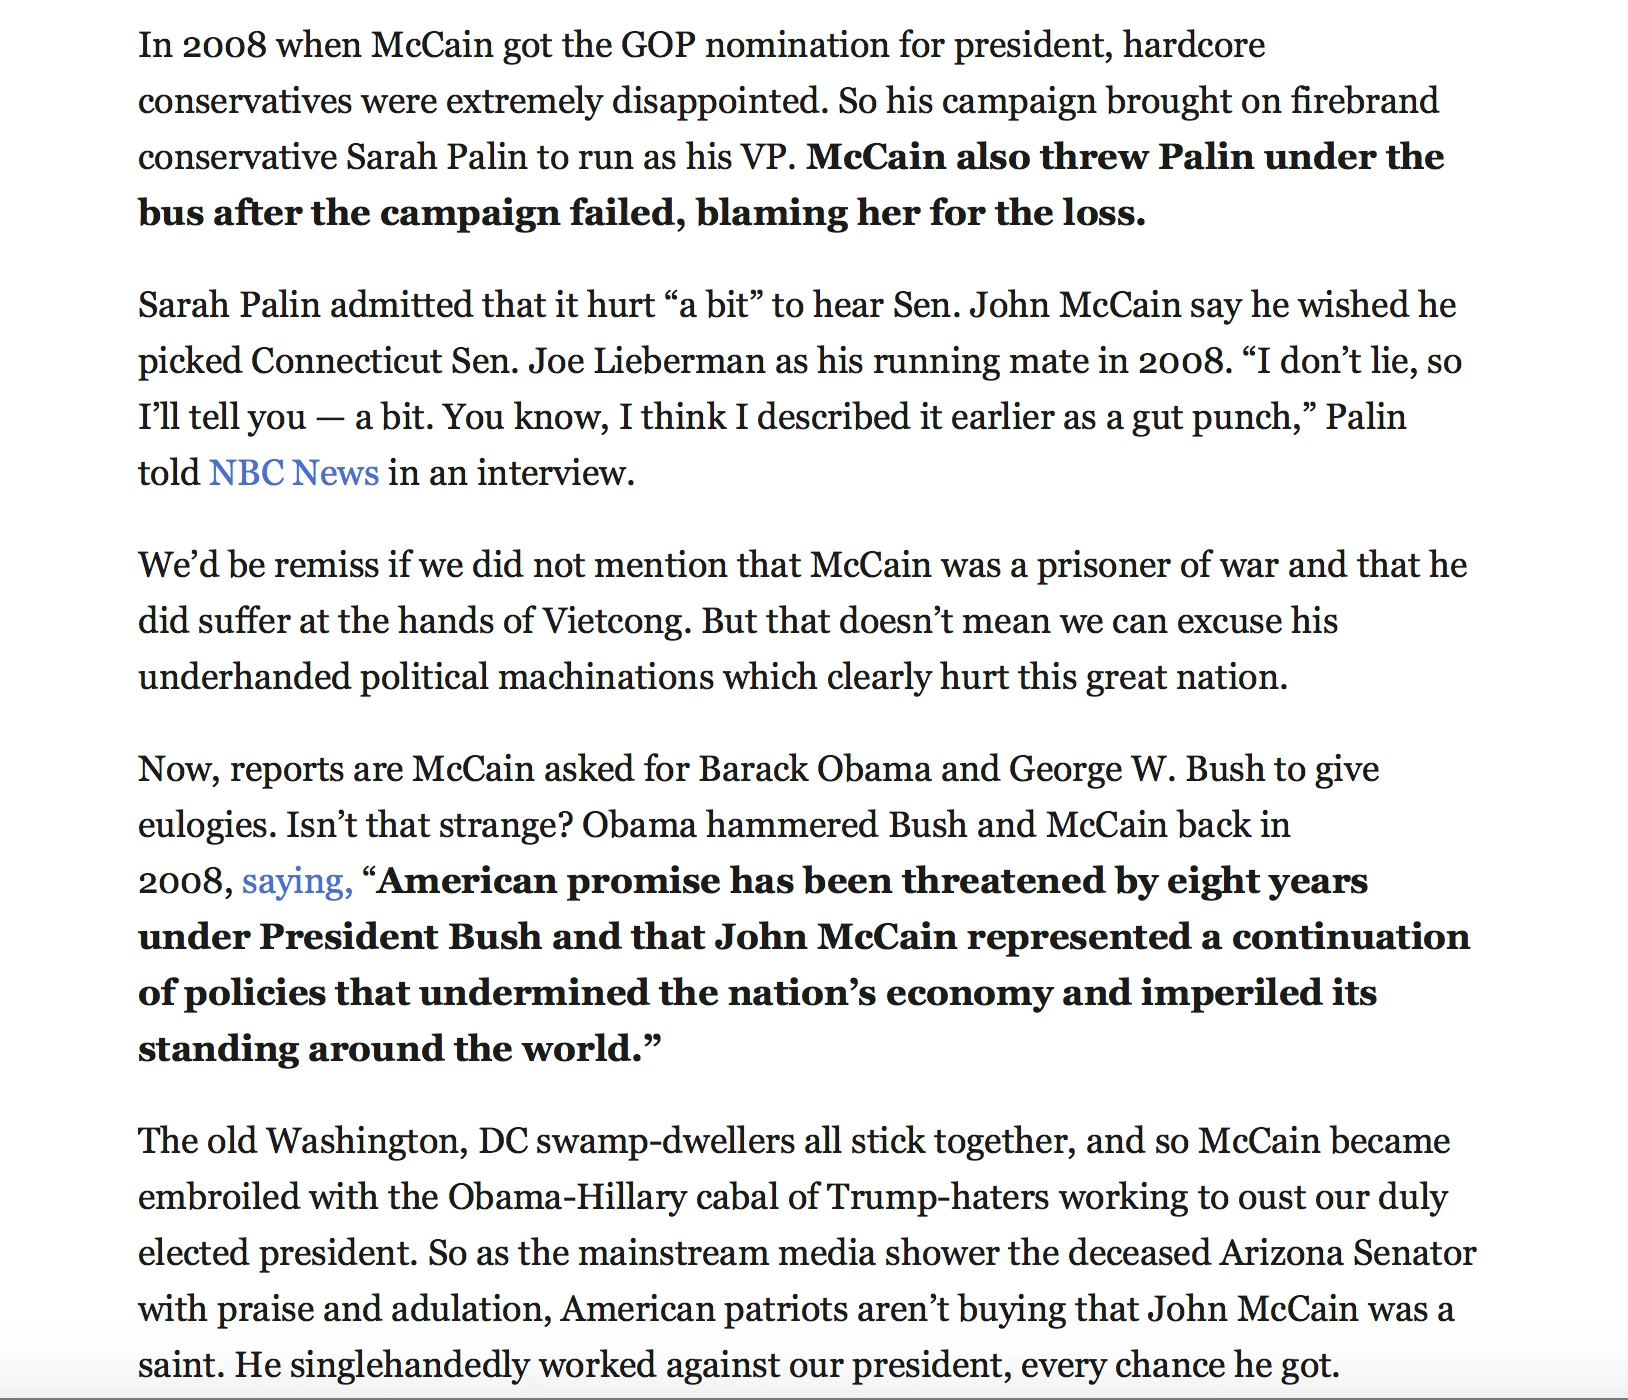 In 2008 when McCain got the GOP nomination for president, hardcore
conservatives were extremely disappointed. So his campaign brought on firebrand
conservative Sarah Palin to run as his VP. McCain also threw Palin under the
bus after the campaign failed, blaming her for the loss.
Sarah Palin admitted that it hurt “a bit” to hear Sen. John McCain say he wished he
picked Connecticut Sen. Joe Lieberman as his running mate in 2008. “I don’t lie, so
I’ll tell you — a bit. You know, I think I described it earlier as a gut punch,” Palin
told NBC News in an interview.
We’d be remiss if we did not mention that McCain was a prisoner of war and that he
did suffer at the hands of Vietcong. But that doesn’t mean we can excuse his
underhanded political machinations which clearly hurt this great nation.
Now, reports are McCain asked for Barack Obama and George W. Bush to give
eulogies. Isn’t that strange? Obama hammered Bush and McCain back in
2008, saying, “American promise has been threatened by eight years
under President Bush and that John McCain represented a continuation
of policies that undermined the nation’s economy and imperiled its
standing around the world.”
The old Washington, DC swamp-dwellers all stick together, and so McCain became
embroiled with the Obama-Hillary cabal of Trump-haters working to oust our duly
elected president. So as the mainstream media shower the deceased Arizona Senator
with praise and adulation, American patriots aren’t buying that John McCain was a
saint. He singlehandedly worked against our president, every chance he got.